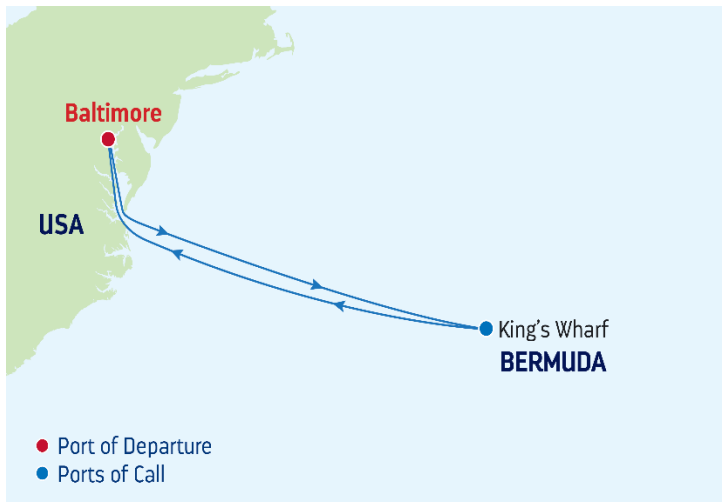 Baltimore
USA
King's Wharf
BERMUDA
Port of Departure
Ports of Call